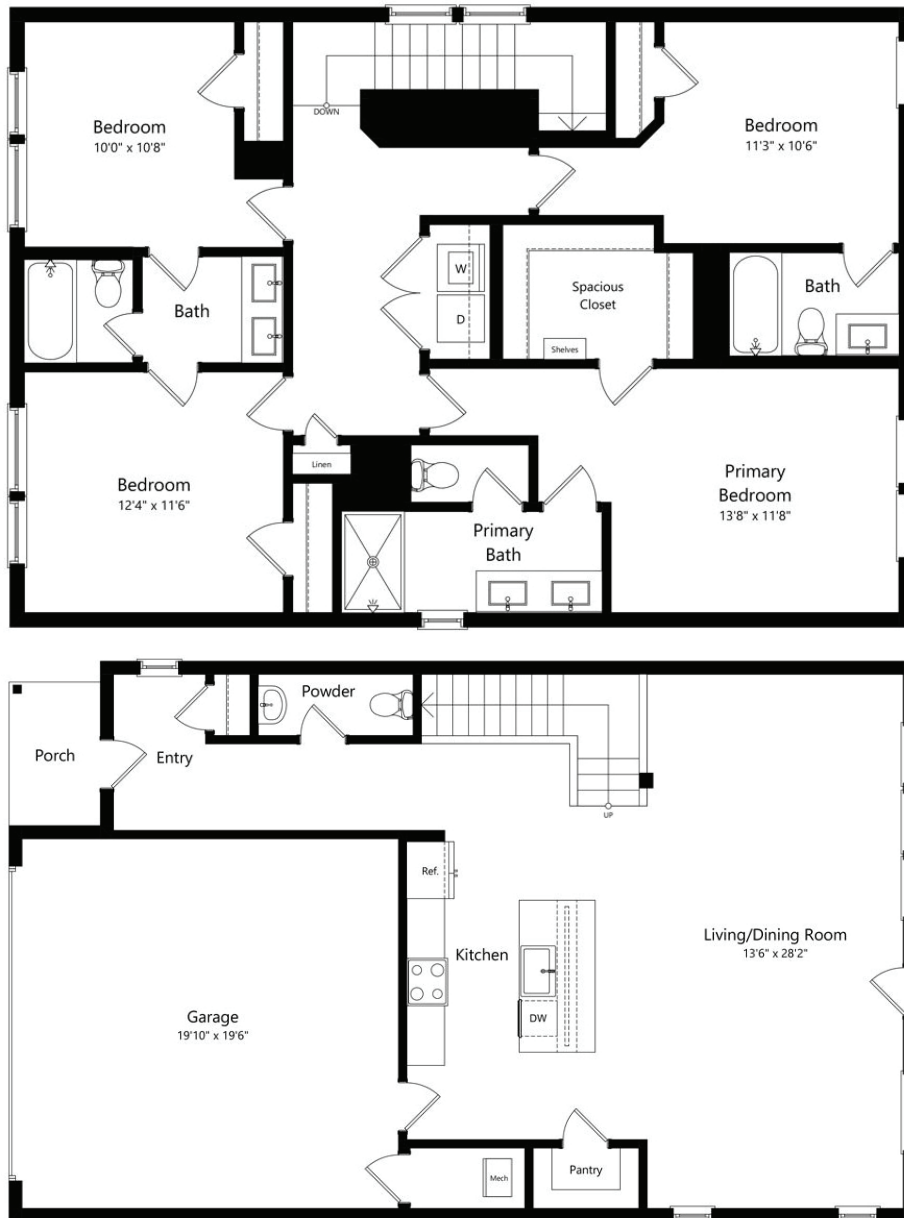 DOWN
Bedroom
10'0" x 10'8"
Bedroom
11'3" x 10'6"
W
D
Spacious
Closet
Shelves
Bath
Bath
Bedroom
12'4" x 11'6"
Linen
Primary
Bath
Primary
Bedroom
13'8" x 11'8"
Powder
Porch
Entry
UP
Ref.
Kitchen
DW
Living/Dining Room
13'6" x 28'2"
Garage
19'10" x 19'6"
Mech
Pantry